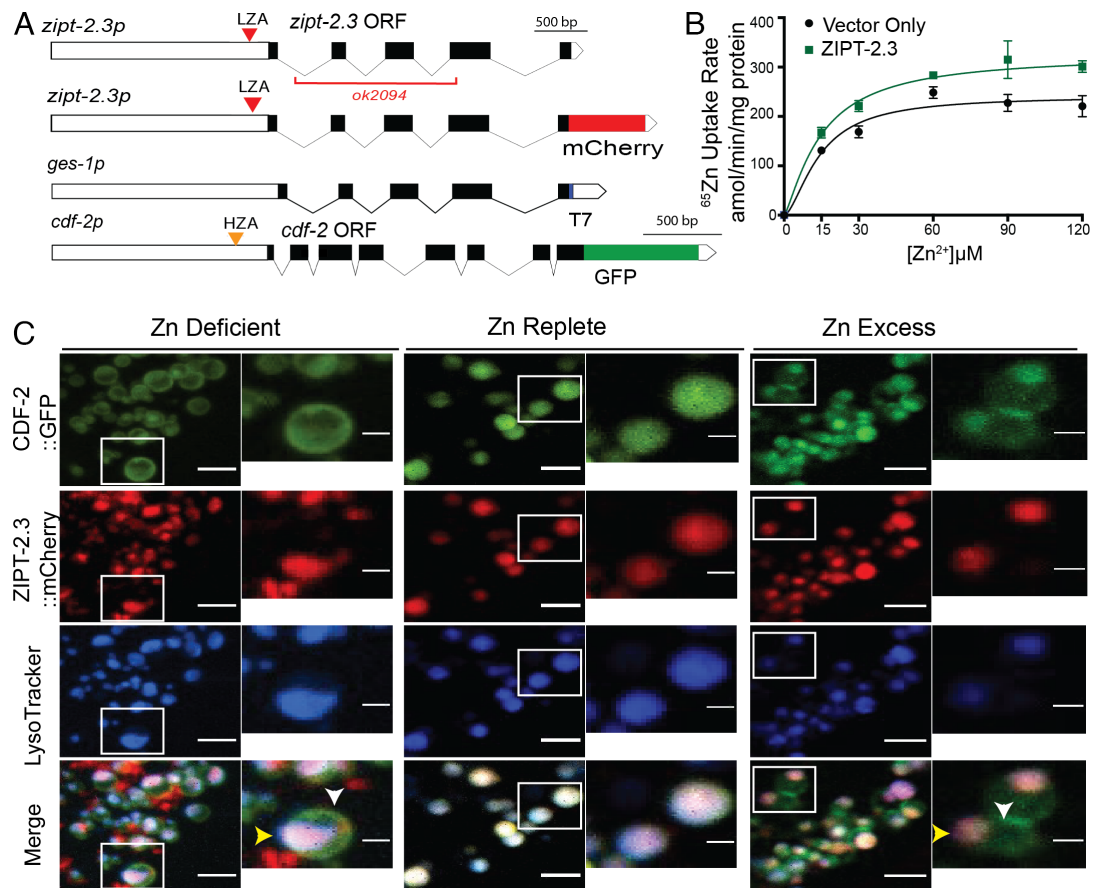 A
zipt-2.3p
LZA
zipt-2.3 ORF
500 bp
ok2094
zipt-2.3p
LZA
mCherry
ges-1p
T7
cdf-2p
HZA
cdf-2 ORF
500 bp
GFP
B
Vector Only
ZIPT-2.3
⁶⁵Zn Uptake Rate
amol/min/mg protein
400
300
200
100
0
0 15 30 60 90 120
[Zn²⁺]µM
C
Zn Deficient
Zn Replete
Zn Excess
CDF-2
::GFP
ZIPT-2.3
::mCherry
LysoTracker
Merge